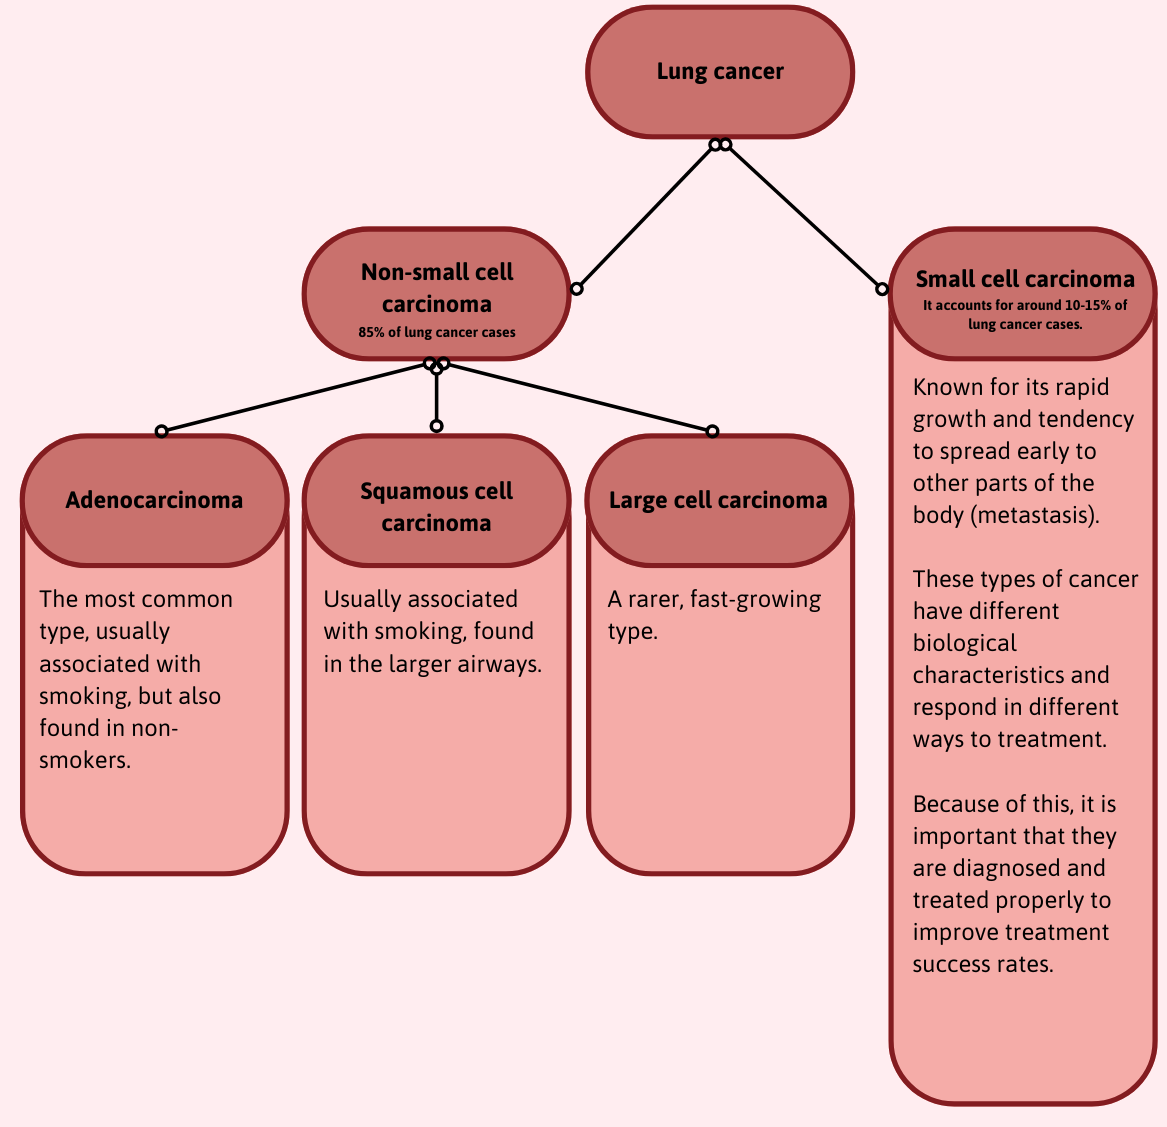 Lung cancer
Non-small cell
carcinoma
85% of lung cancer cases
Small cell carcinoma
It accounts for around 10-15% of
lung cancer cases.
Adenocarcinoma
The most common
type, usually
associated with
smoking, but also
found in non-
smokers.
Squamous cell
carcinoma
Usually associated
with smoking, found
in the larger airways.
Large cell carcinoma
A rarer, fast-growing
type.
Known for its rapid
growth and tendency
to spread early to
other parts of the
body (metastasis).
These types of cancer
have different
biological
characteristics and
respond in different
ways to treatment.
Because of this, it is
important that they
are diagnosed and
treated properly to
improve treatment
success rates.